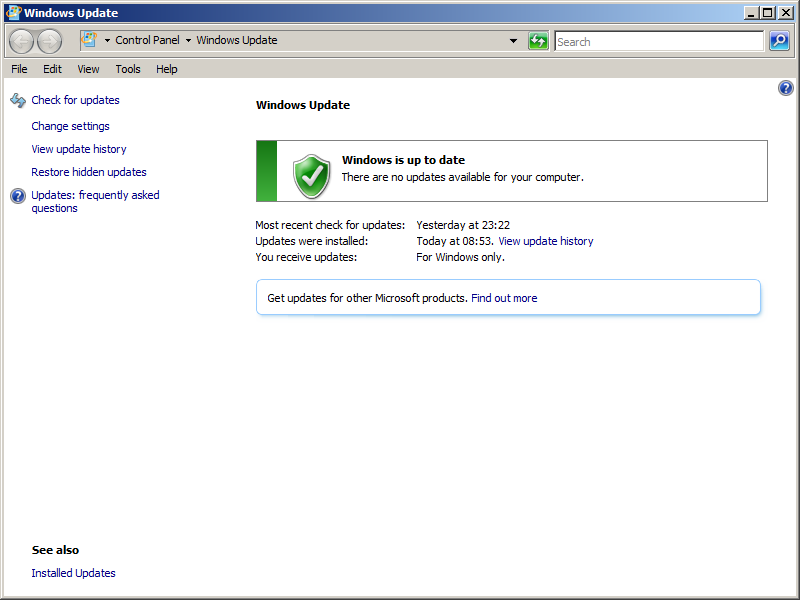 Windows Update
Control Panel
Windows Update
Search
File Edit View Tools Help
Check for updates
Change settings
View update history
Restore hidden updates
Updates: frequently asked
questions
Windows Update
Windows is up to date
There are no updates available for your computer.
Most recent check for updates: Yesterday at 23:22
Updates were installed: Today at 08:53. View update history
You receive updates: For Windows only.
Get updates for other Microsoft products. Find out more
See also
Installed Updates